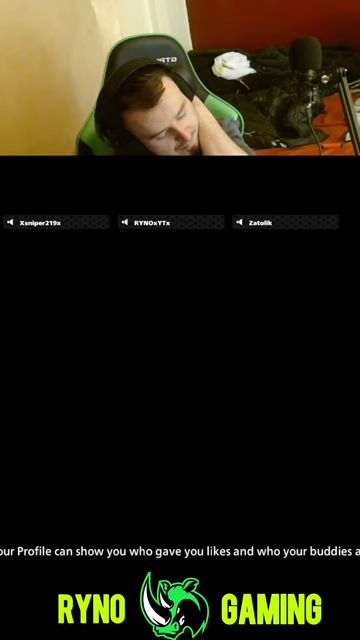 Xsniper219x
RYNOxYTx
Zatolik
our Profile can show you who gave you likes and who your buddies a
RYNO GAMING